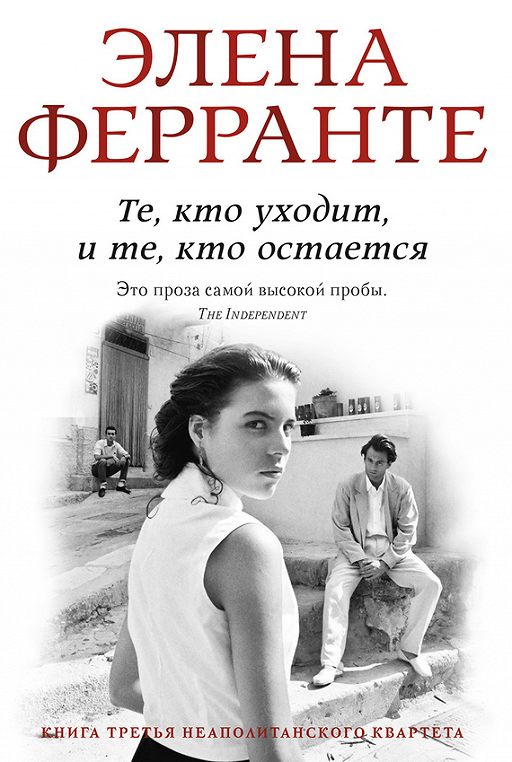 ЭЛЕНА
ФЕРРАНТЕ
Те, кто уходит,
и те, кто остается
Это проза самой высокой пробы.
The Independent
КНИГА ТРЕТЬЯ НЕАПОЛИТАНСКОГО КВАРТЕТА